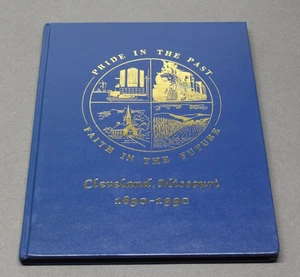 PRIDE IN THE PAST
FAITH IN THE FUTURE
Cleveland, Missouri
1890-1990